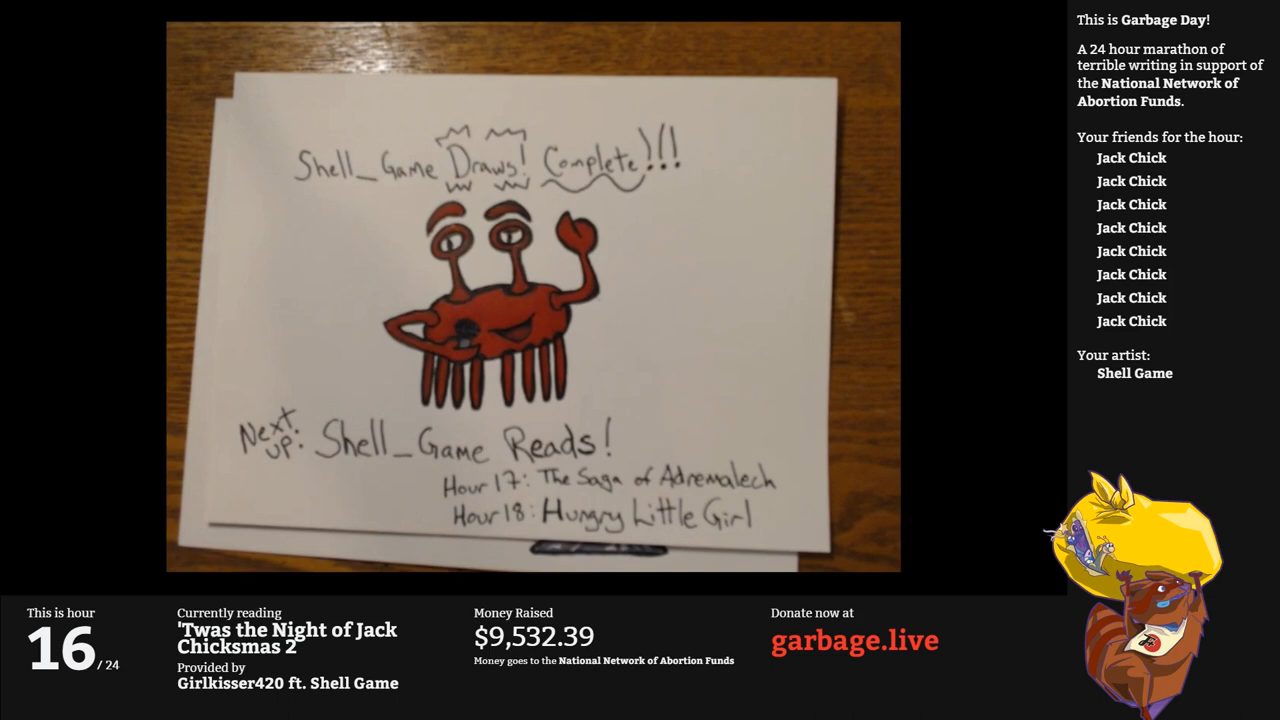 Shell_Game Draws! Complete!!!
Next up: Shell_Game Reads!
Hour 17: The Saga of Adremalech
Hour 18: Hungry Little Girl
This is Garbage Day!
A 24 hour marathon of
terrible writing in support of
the National Network of
Abortion Funds.
Your friends for the hour:
Jack Chick
Jack Chick
Jack Chick
Jack Chick
Jack Chick
Jack Chick
Jack Chick
Jack Chick
Your artist:
Shell Game
This is hour
16 / 24
Currently reading
'Twas the Night of Jack
Chicksmas 2
Provided by
Girlkisser420 ft. Shell Game
Money Raised
$9,532.39
Money goes to the National Network of Abortion Funds
Donate now at
garbage.live